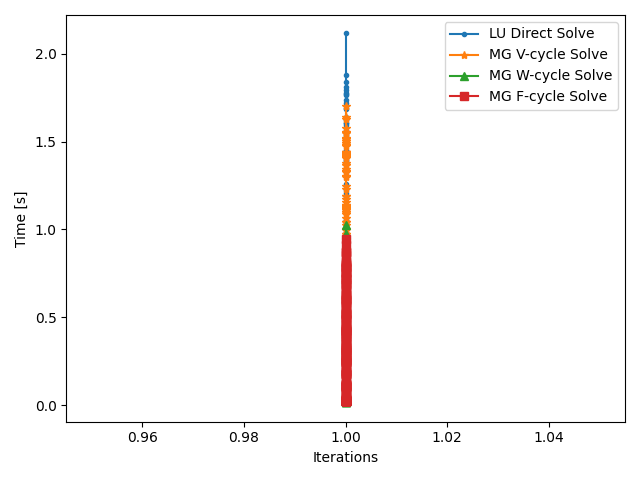 LU Direct Solve
MG V-cycle Solve
MG W-cycle Solve
MG F-cycle Solve
2.0
1.5
1.0
0.5
0.0
Time [s]
0.96 0.98 1.00 1.02 1.04
Iterations